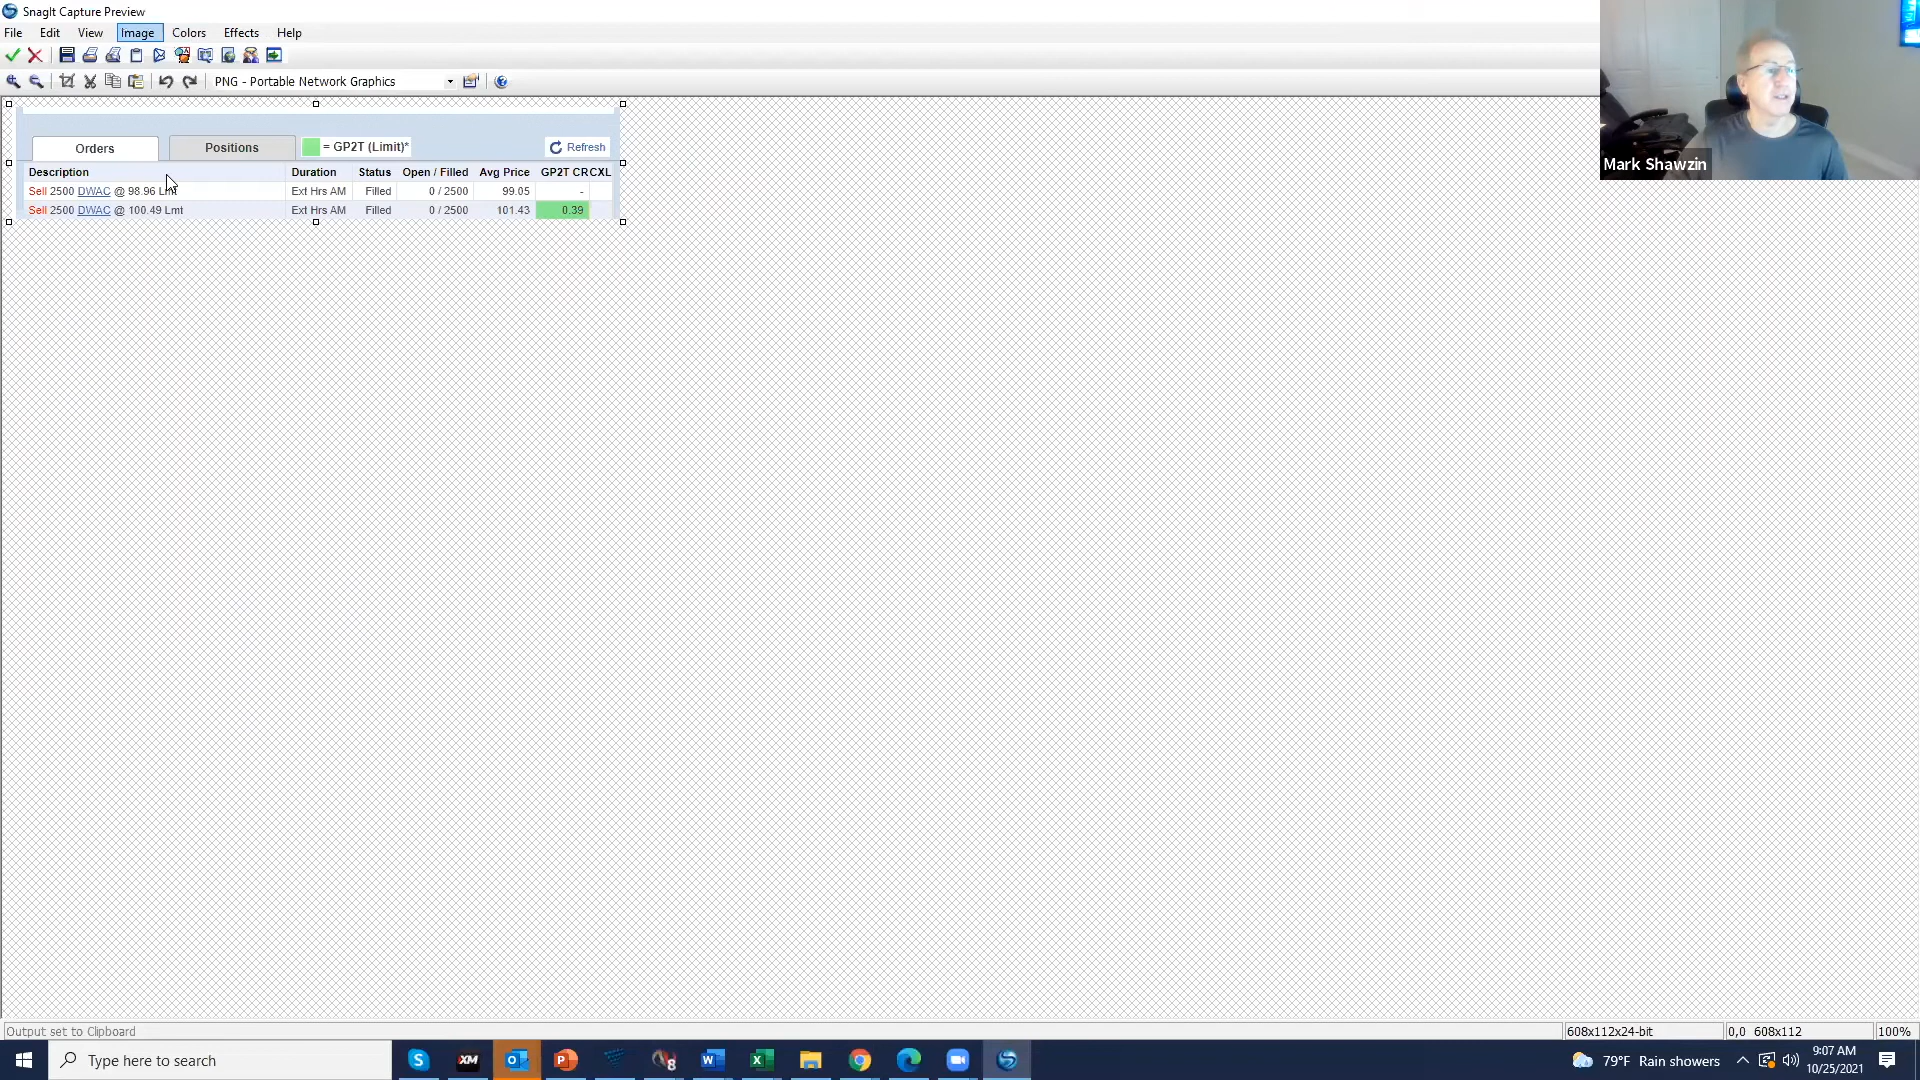 SnagIt Capture Preview
File Edit View Image Colors Effects Help
PNG - Portable Network Graphics
Orders Positions = GP2T (Limit)* Refresh
Description Duration Status Open / Filled Avg Price GP2T CR CXL
Sell 2500 DWAC @ 98.96 Lmt Ext Hrs AM Filled 0 / 2500 99.05 -
Sell 2500 DWAC @ 100.49 Lmt Ext Hrs AM Filled 0 / 2500 101.43 0.39
Mark Shawzin
Output set to Clipboard 608x112x24-bit 0,0 608x112 100%
Type here to search 79°F Rain showers 9:07 AM
10/25/2021